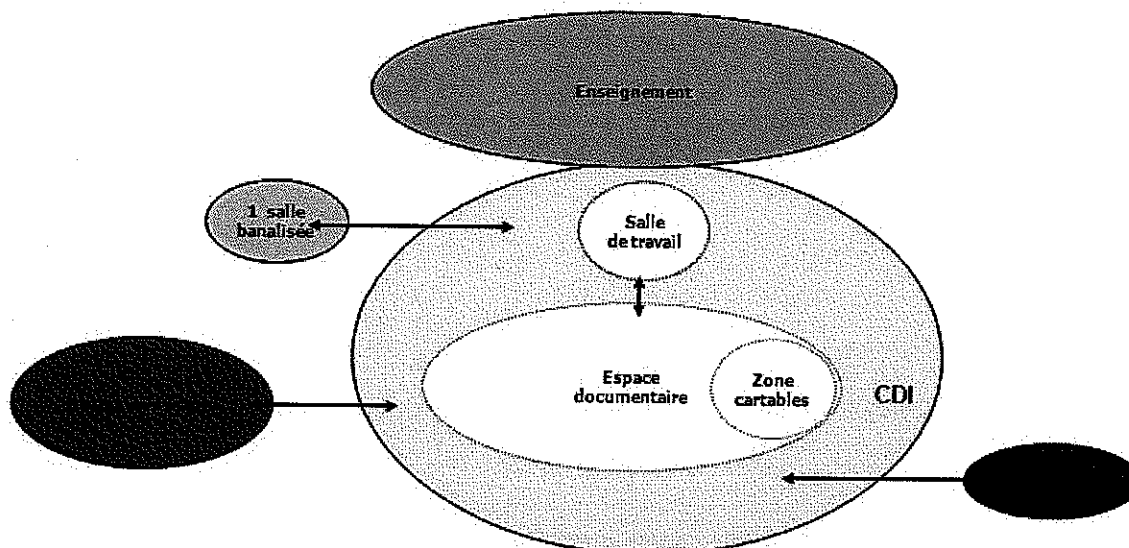 Enseignement
1 salle
banalisée
Salle
de travail
Espace
documentaire
Zone
cartables
CDI